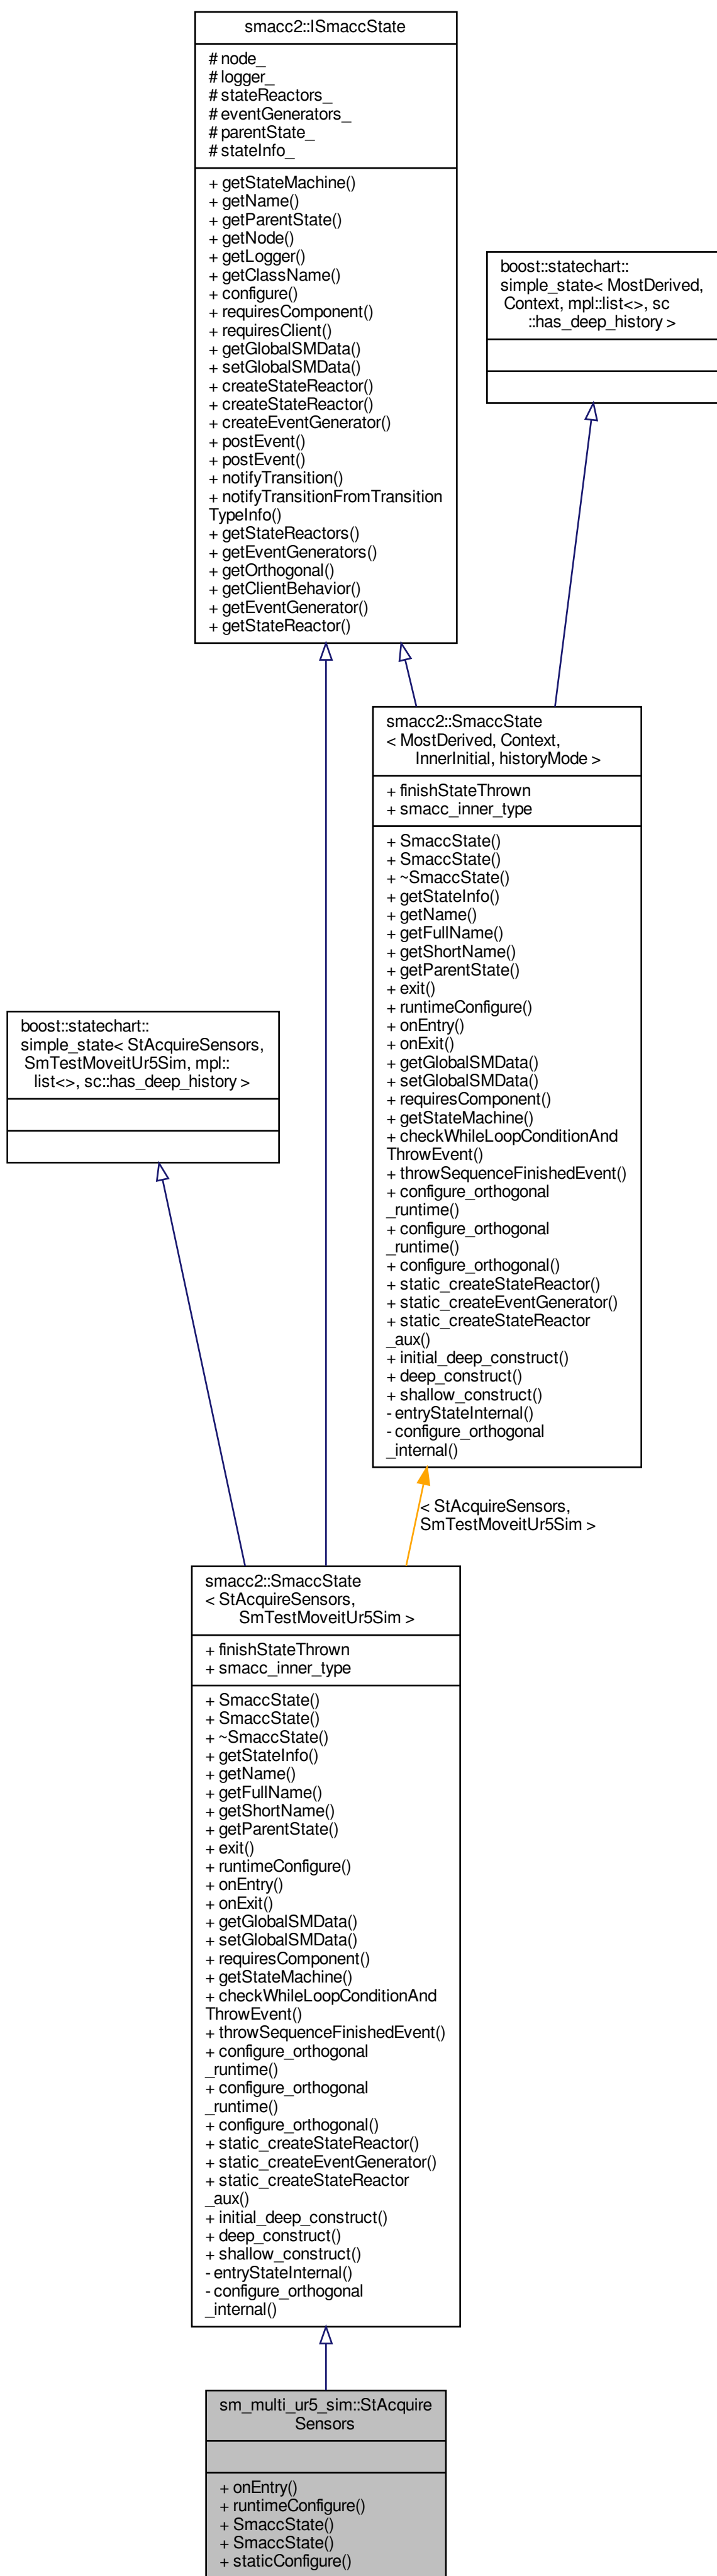 smacc2::ISmaccState
# node_
# logger_
# stateReactors_
# eventGenerators_
# parentState_
# stateInfo_
+ getStateMachine()
+ getName()
+ getParentState()
+ getNode()
+ getLogger()
+ getClassName()
+ configure()
+ requiresComponent()
+ requiresClient()
+ getGlobalSMData()
+ setGlobalSMData()
+ createStateReactor()
+ createStateReactor()
+ createEventGenerator()
+ postEvent()
+ postEvent()
+ notifyTransition()
+ notifyTransitionFromTransition
TypeInfo()
+ getStateReactors()
+ getEventGenerators()
+ getOrthogonal()
+ getClientBehavior()
+ getEventGenerator()
+ getStateReactor()
boost::statechart::
simple_state< MostDerived,
Context, mpl::list<>, sc
::has_deep_history >
smacc2::SmaccState
< MostDerived, Context,
InnerInitial, historyMode >
+ finishStateThrown
+ smacc_inner_type
+ SmaccState()
+ SmaccState()
+ ~SmaccState()
+ getStateInfo()
+ getName()
+ getFullName()
+ getShortName()
+ getParentState()
+ exit()
+ runtimeConfigure()
+ onEntry()
+ onExit()
+ getGlobalSMData()
+ setGlobalSMData()
+ requiresComponent()
+ getStateMachine()
+ checkWhileLoopConditionAnd
ThrowEvent()
+ throwSequenceFinishedEvent()
+ configure_orthogonal
_runtime()
+ configure_orthogonal
_runtime()
+ configure_orthogonal()
+ static_createStateReactor()
+ static_createEventGenerator()
+ static_createStateReactor
_aux()
+ initial_deep_construct()
+ deep_construct()
+ shallow_construct()
- entryStateInternal()
- configure_orthogonal
_internal()
boost::statechart::
simple_state< StAcquireSensors,
SmTestMoveitUr5Sim, mpl::
list<>, sc::has_deep_history >
< StAcquireSensors,
SmTestMoveitUr5Sim >
smacc2::SmaccState
< StAcquireSensors,
SmTestMoveitUr5Sim >
+ finishStateThrown
+ smacc_inner_type
+ SmaccState()
+ SmaccState()
+ ~SmaccState()
+ getStateInfo()
+ getName()
+ getFullName()
+ getShortName()
+ getParentState()
+ exit()
+ runtimeConfigure()
+ onEntry()
+ onExit()
+ getGlobalSMData()
+ setGlobalSMData()
+ requiresComponent()
+ getStateMachine()
+ checkWhileLoopConditionAnd
ThrowEvent()
+ throwSequenceFinishedEvent()
+ configure_orthogonal
_runtime()
+ configure_orthogonal
_runtime()
+ configure_orthogonal()
+ static_createStateReactor()
+ static_createEventGenerator()
+ static_createStateReactor
_aux()
+ initial_deep_construct()
+ deep_construct()
+ shallow_construct()
- entryStateInternal()
- configure_orthogonal
_internal()
sm_multi_ur5_sim::StAcquire
Sensors
+ onEntry()
+ runtimeConfigure()
+ SmaccState()
+ SmaccState()
+ staticConfigure()